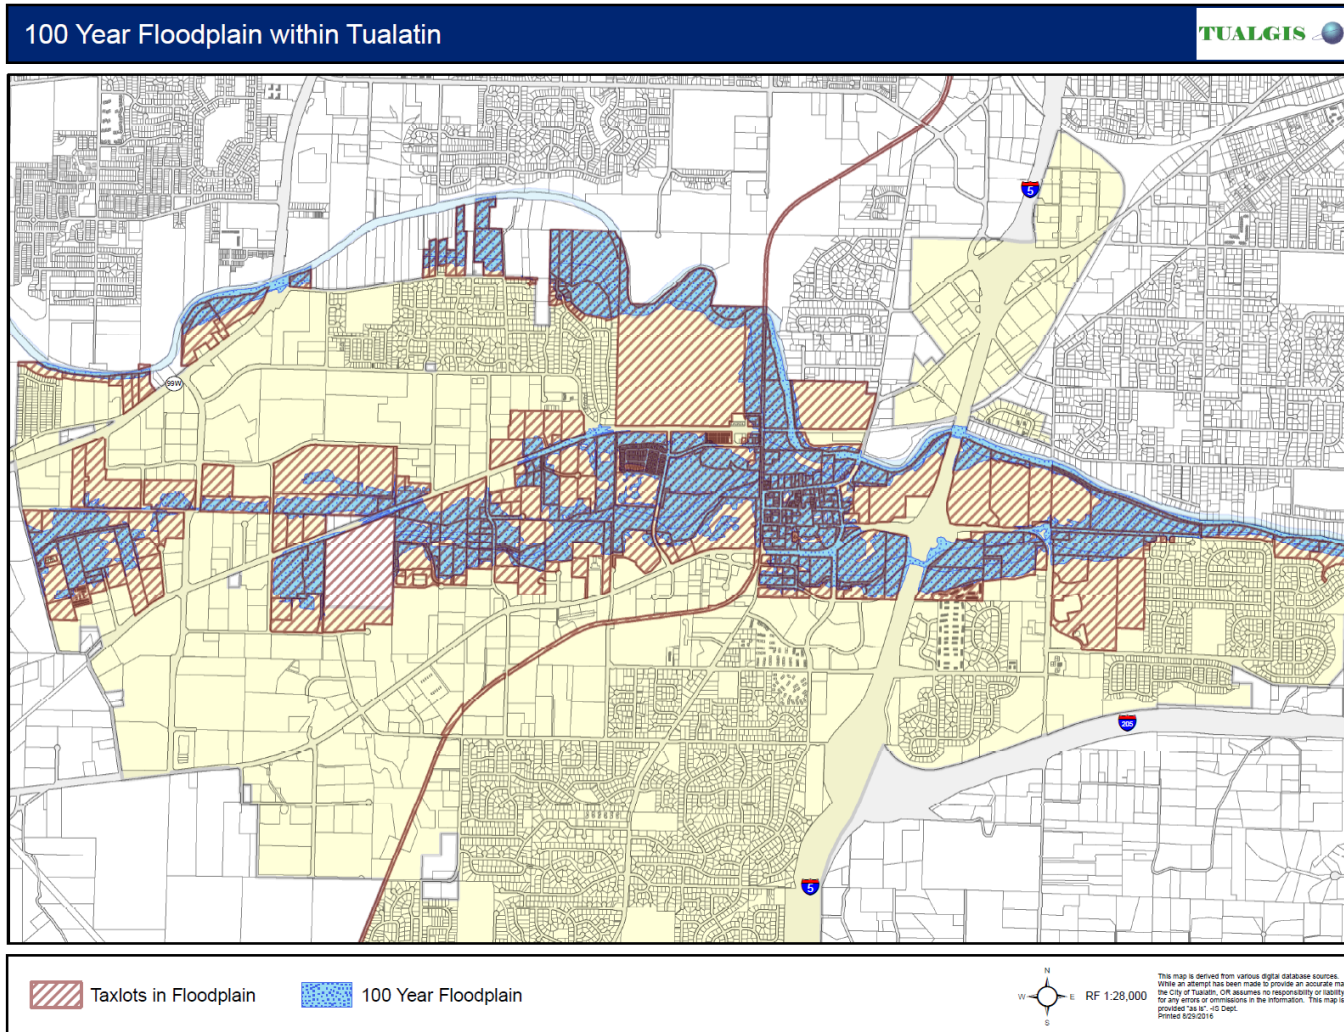 100 Year Floodplain within Tualatin
TUALGIS
5
99W
205
5
Taxlots in Floodplain
100 Year Floodplain
N
W E
S
RF 1:28,000
This map is derived from various digital database sources.
While an attempt has been made to provide an accurate ma
the City of Tualatin, OR assumes no responsibility or liability
for any errors or ommissions in the information. This map is
provided "as is". -IS Dept.
Printed 8/29/2016